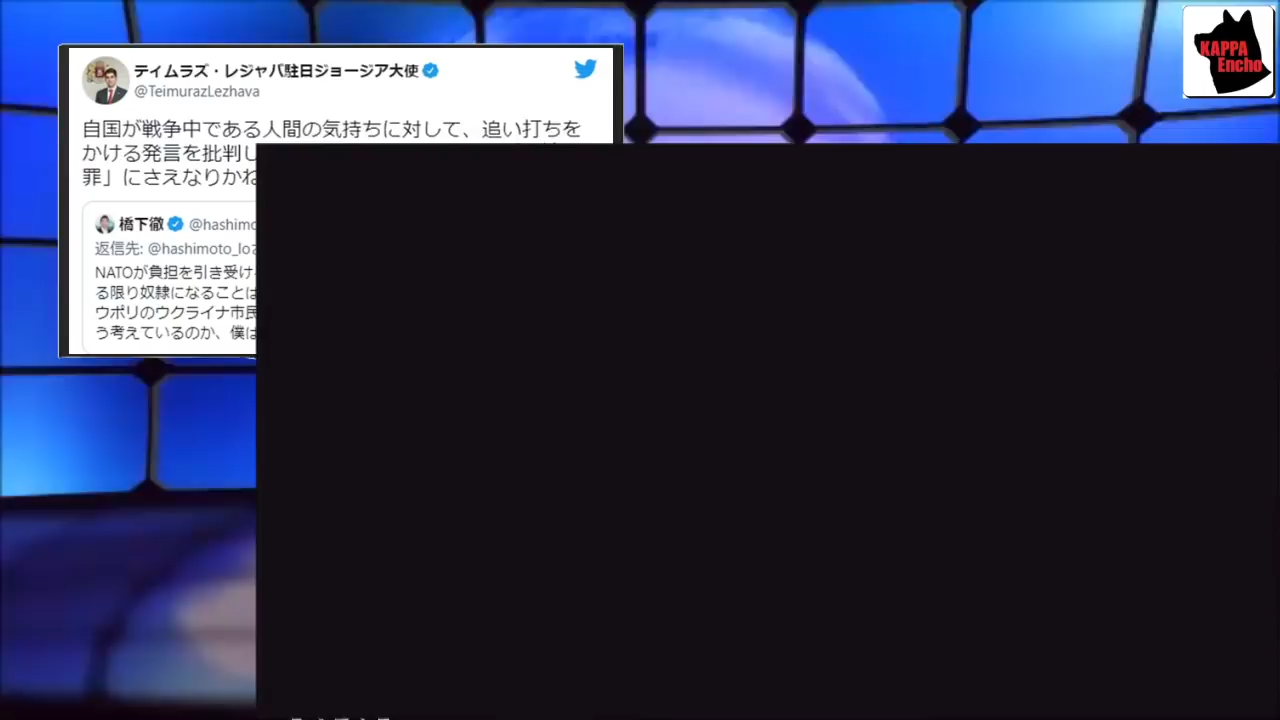 KAPPA
Encho
テイムラズ・レジャバ駐日ジョージア大使
@TeimurazLezhava
自国が戦争中である人間の気持ちに対して、追い打ちを
かける発言を批判し
罪」にさえなりかね
橋下徹 @hashimo
返信先: @hashimoto_lo
NATOが負担を引き受け
る限り奴隷になることは
ウポリのウクライナ市民
う考えているのか、僕は